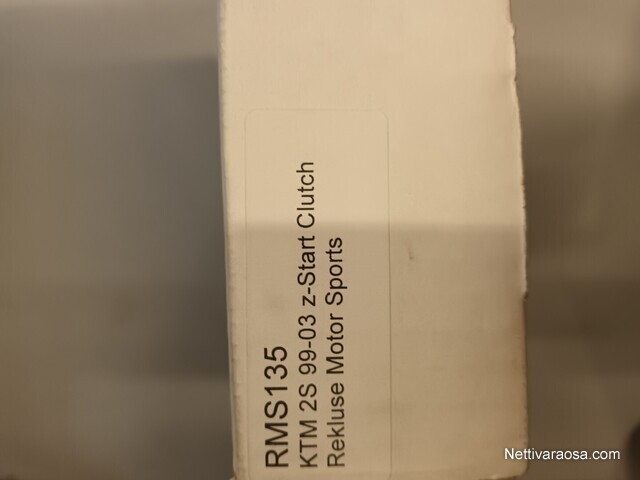 RMS135
KTM 2S 99-03 z-Start Clutch
Rekluse Motor Sports
Nettivaraosa.com